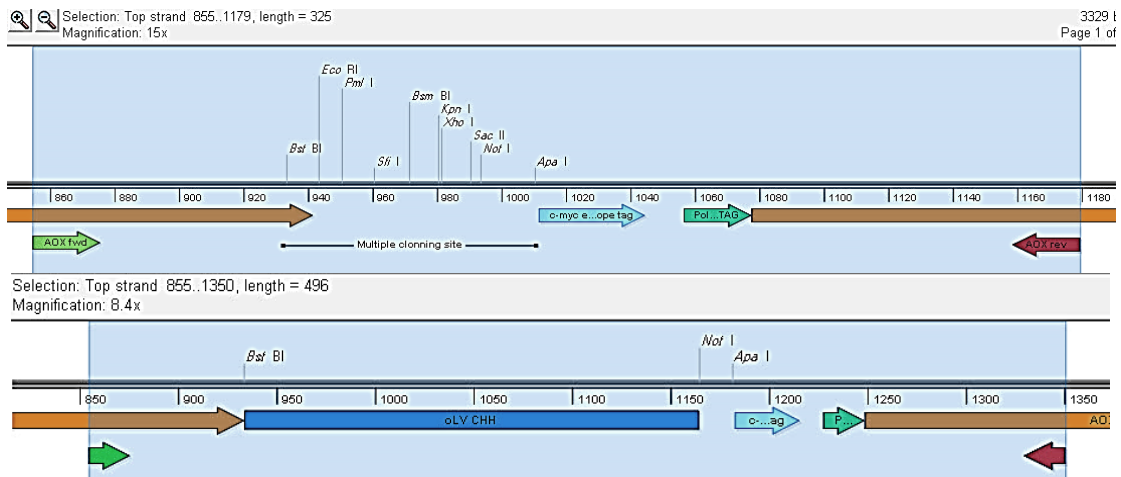 Selection: Top strand 855..1179, length = 325
3329 b
Magnification: 15x
Page 1 of
Eco RI
Pml I
Bsm BI
Kpn I
Xho I
Sac II
Bst BI
Not I
Sfi I
Apa I
860 880 900 920 940 960 980 1000 1020 1040 1060 1080 1100 1120 1140 1160 1180
c-myc e...ope tag
Pol...TAG
AOX fwd
Multiple clonning site
AOX rev
Selection: Top strand 855..1350, length = 496
Magnification: 8.4x
Not I
Bst BI
Apa I
850 900 950 1000 1050 1100 1150 1200 1250 1300 1350
oLV CHH
c-...ag
P...
AO